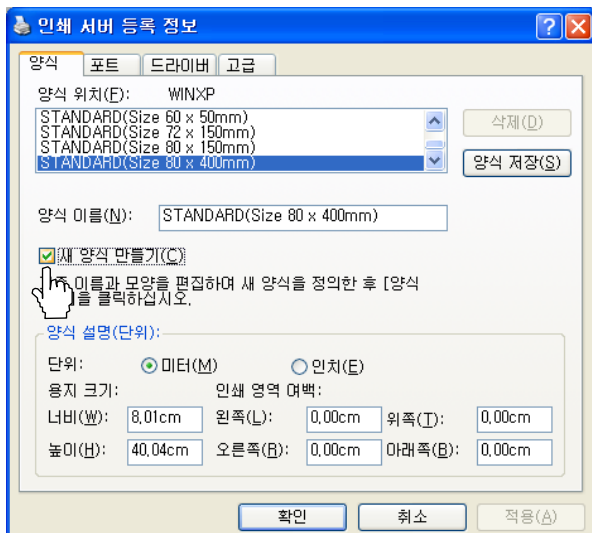 인쇄 서버 등록 정보
양식 포트 드라이버 고급
양식 위치(F): WINXP
STANDARD(Size 60 x 50mm)
STANDARD(Size 72 x 150mm)
STANDARD(Size 80 x 150mm)
STANDARD(Size 80 x 400mm)
삭제(D)
양식 저장(S)
양식 이름(N): STANDARD(Size 80 x 400mm)
새 양식 만들기(C)
이름과 모양을 편집하여 새 양식을 정의한 후 [양식
을 클릭하십시오.
양식 설명(단위):
단위: 미터(M) 인치(E)
용지 크기: 인쇄 영역 여백:
너비(W): 8,01cm 왼쪽(L): 0,00cm 위쪽(T): 0,00cm
높이(H): 40,04cm 오른쪽(R): 0,00cm 아래쪽(B): 0,00cm
확인 취소 적용(A)